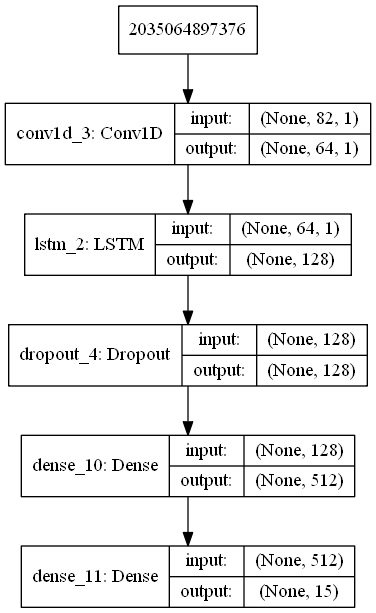 2035064897376
conv1d_3: Conv1D
input: (None, 82, 1)
output: (None, 64, 1)
lstm_2: LSTM
input: (None, 64, 1)
output: (None, 128)
dropout_4: Dropout
input: (None, 128)
output: (None, 128)
dense_10: Dense
input: (None, 128)
output: (None, 512)
dense_11: Dense
input: (None, 512)
output: (None, 15)